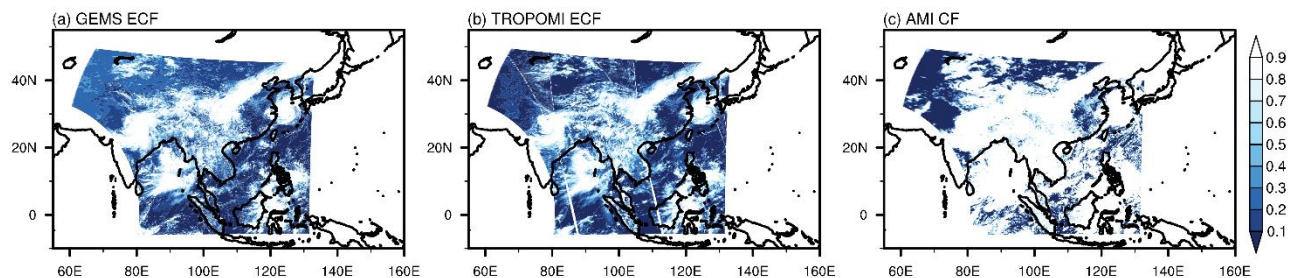 (a) GEMS ECF
(b) TROPOMI ECF
(c) AMI CF
40N
20N
0
60E 80E 100E 120E 140E 160E
40N
20N
0
60E 80E 100E 120E 140E 160E
40N
20N
0
60E 80E 100E 120E 140E 160E
0.9
0.8
0.7
0.6
0.5
0.4
0.3
0.2
0.1